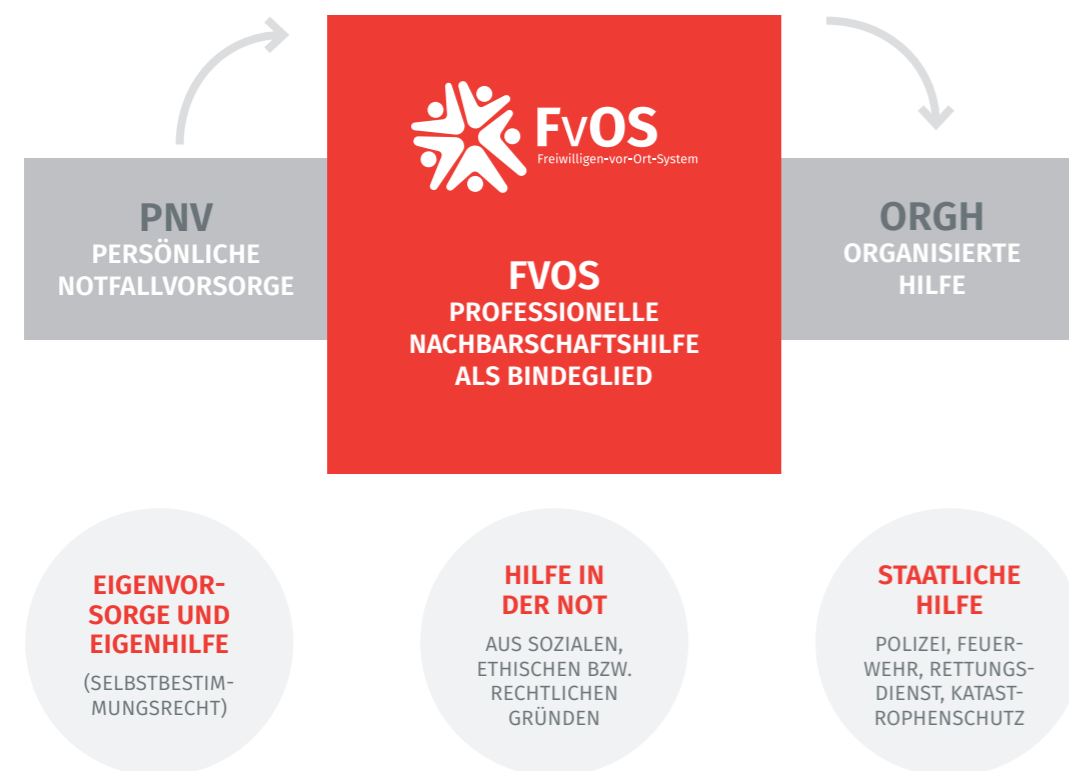 FvOS
Freiwilligen-vor-Ort-System
PNV
PERSÖNLICHE
NOTFALLVORSORGE
FVOS
PROFESSIONELLE
NACHBARSCHAFTSHILFE
ALS BINDEGLIED
ORGH
ORGANISIERTE
HILFE
EIGENVOR-
SORGE UND
EIGENHILFE
(SELBSTBESTIM-
MUNGSRECHT)
HILFE IN
DER NOT
AUS SOZIALEN,
ETHISCHEN BZW.
RECHTLICHEN
GRÜNDEN
STAATLICHE
HILFE
POLIZEI, FEUER-
WEHR, RETTUNGS-
DIENST, KATAST-
ROPHENSCHUTZ